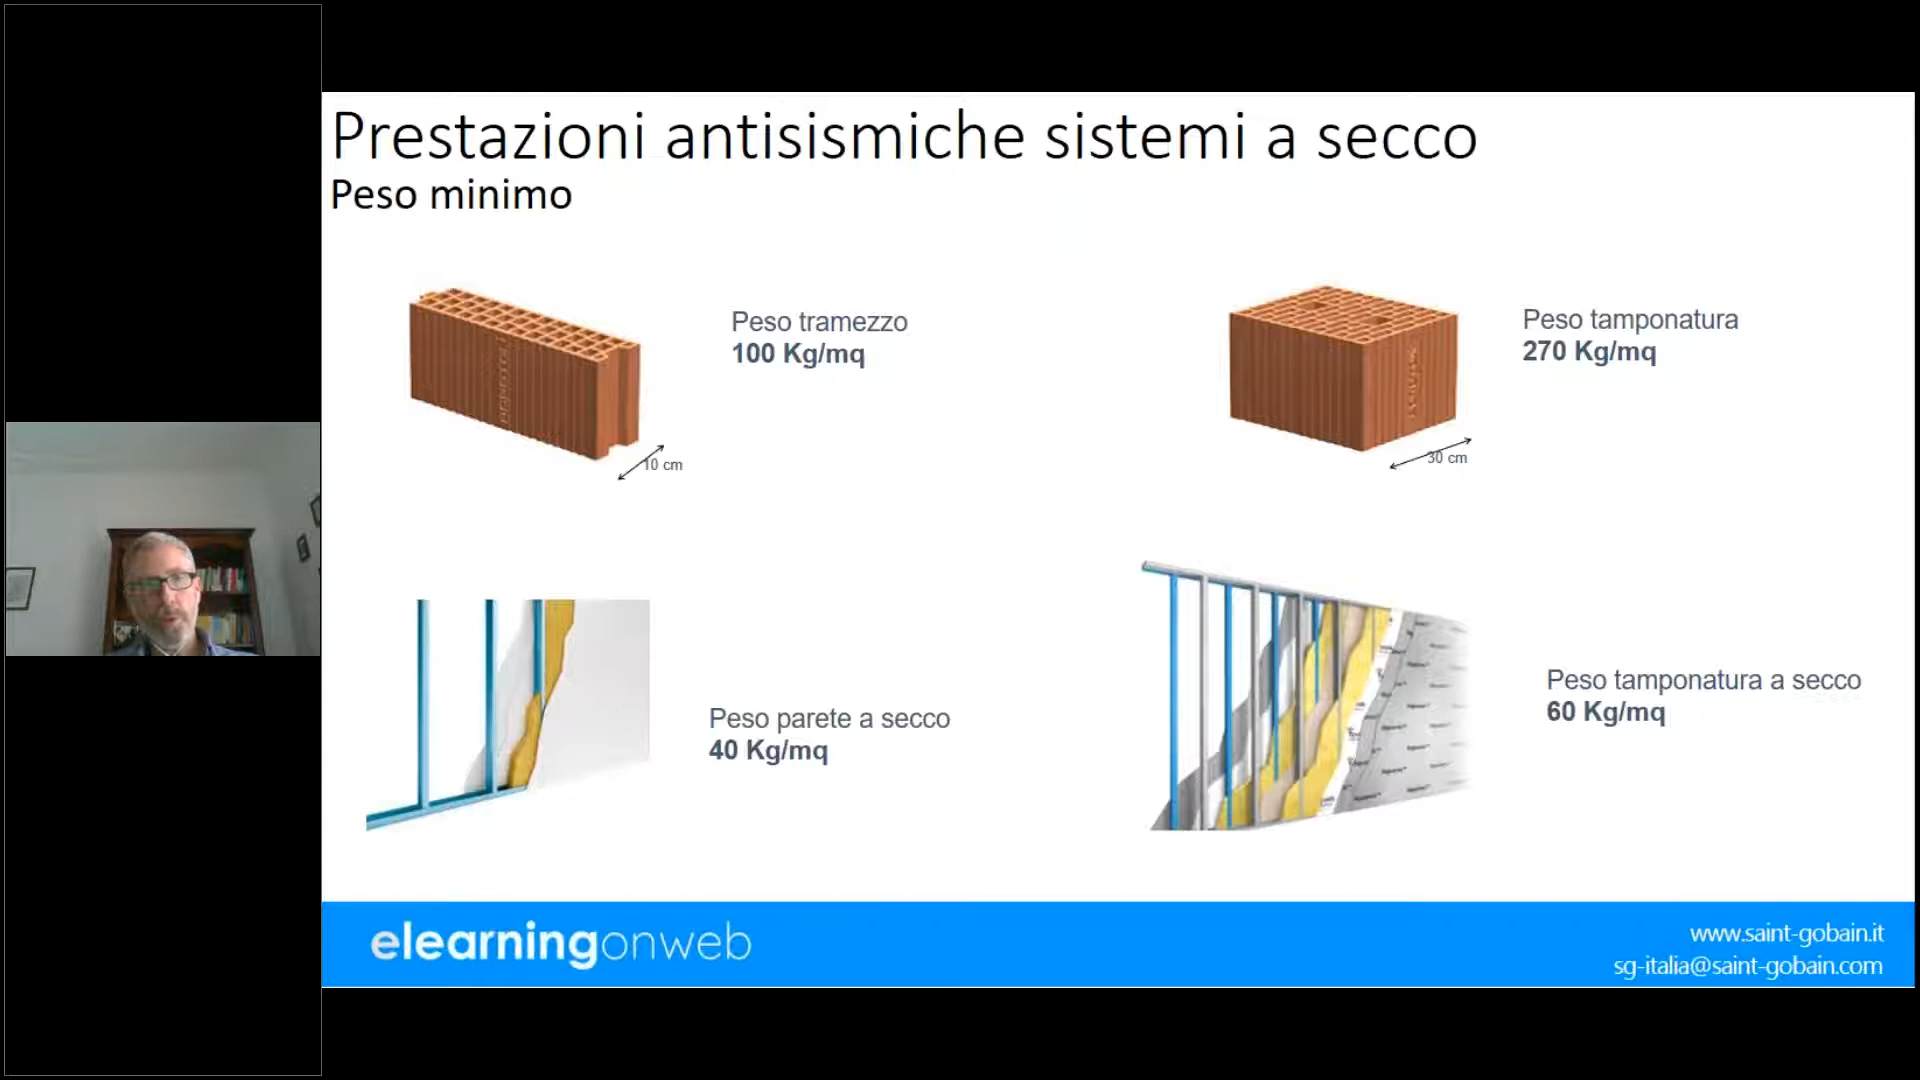 Prestazioni antisismiche sistemi a secco
Peso minimo
Peso tramezzo
100 Kg/mq
10 cm
Peso tamponatura
270 Kg/mq
30 cm
Peso parete a secco
40 Kg/mq
Peso tamponatura a secco
60 Kg/mq
elearningonweb
www.saint-gobain.it
sg-italia@saint-gobain.com